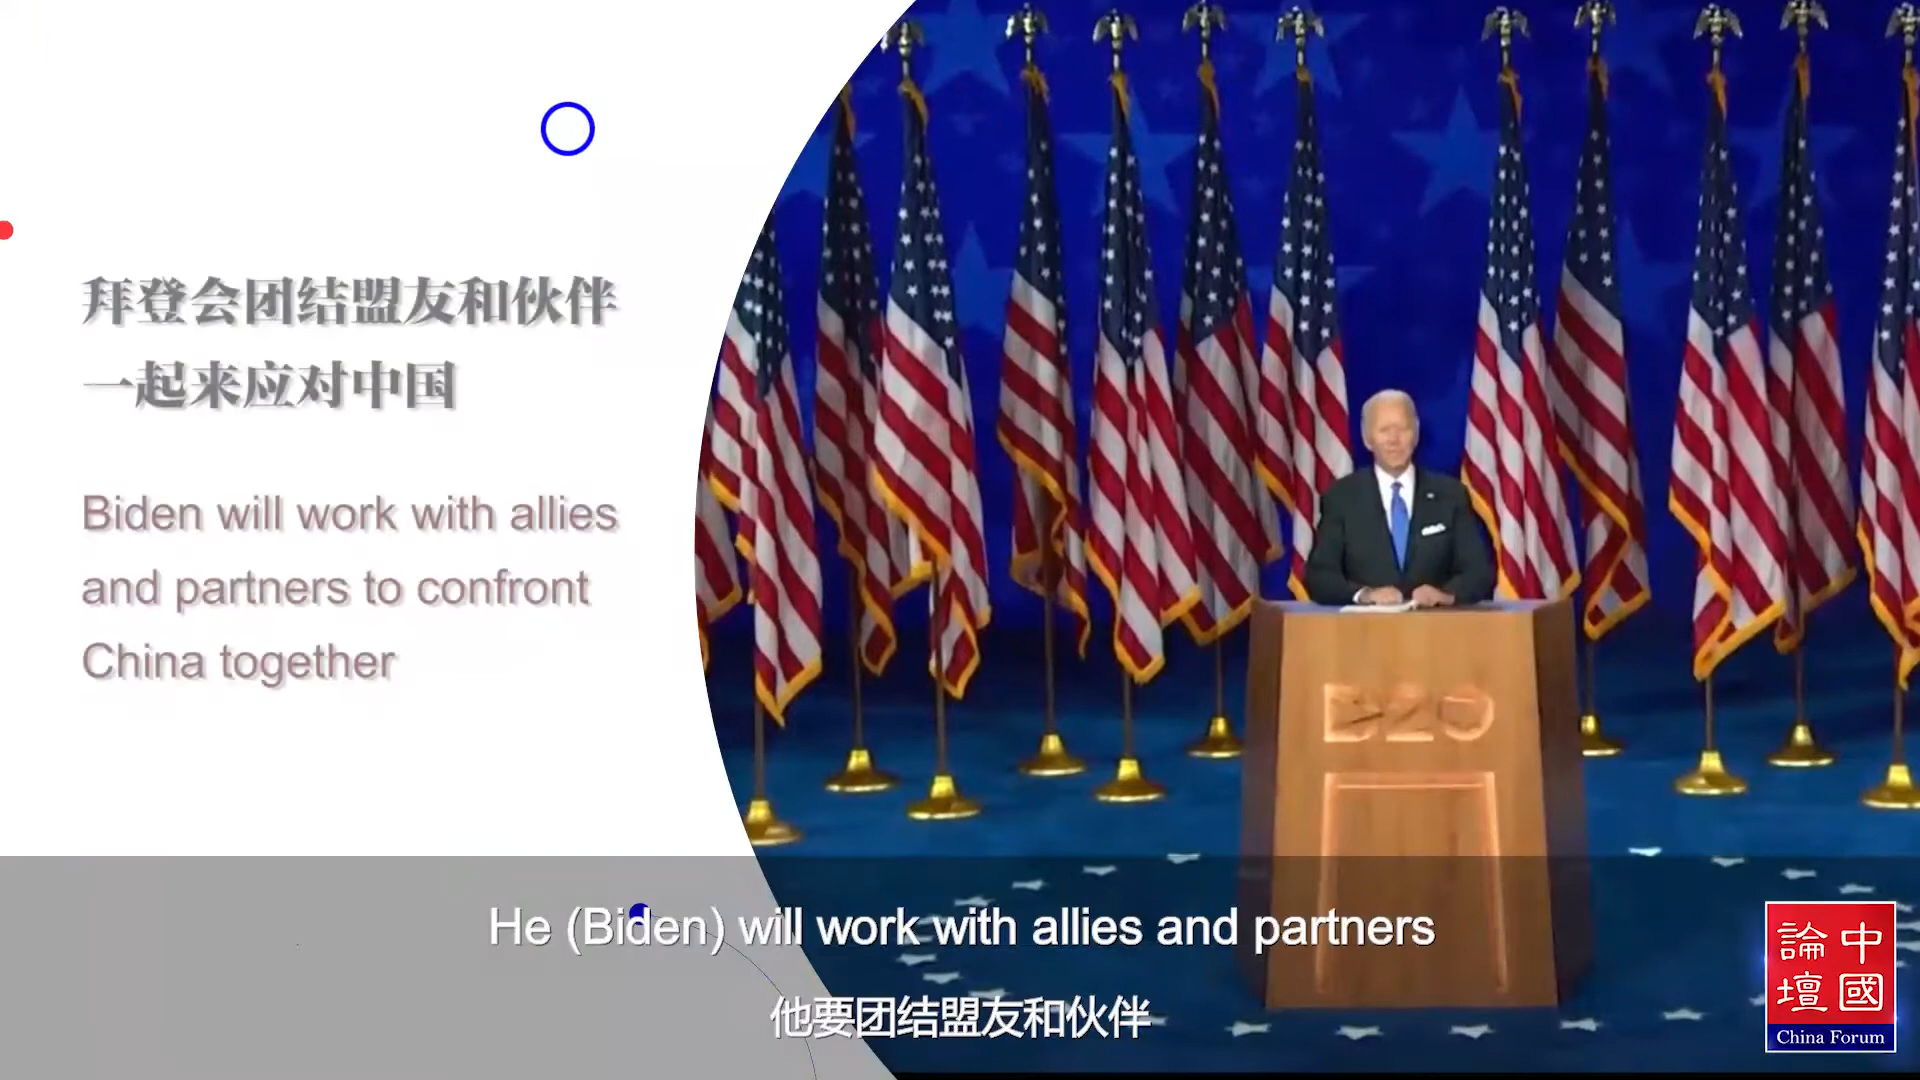 拜登会团结盟友和伙伴
一起来应对中国
Biden will work with allies
and partners to confront
China together
B20
He (Biden) will work with allies and partners
他要团结盟友和伙伴
中國
論壇
China Forum